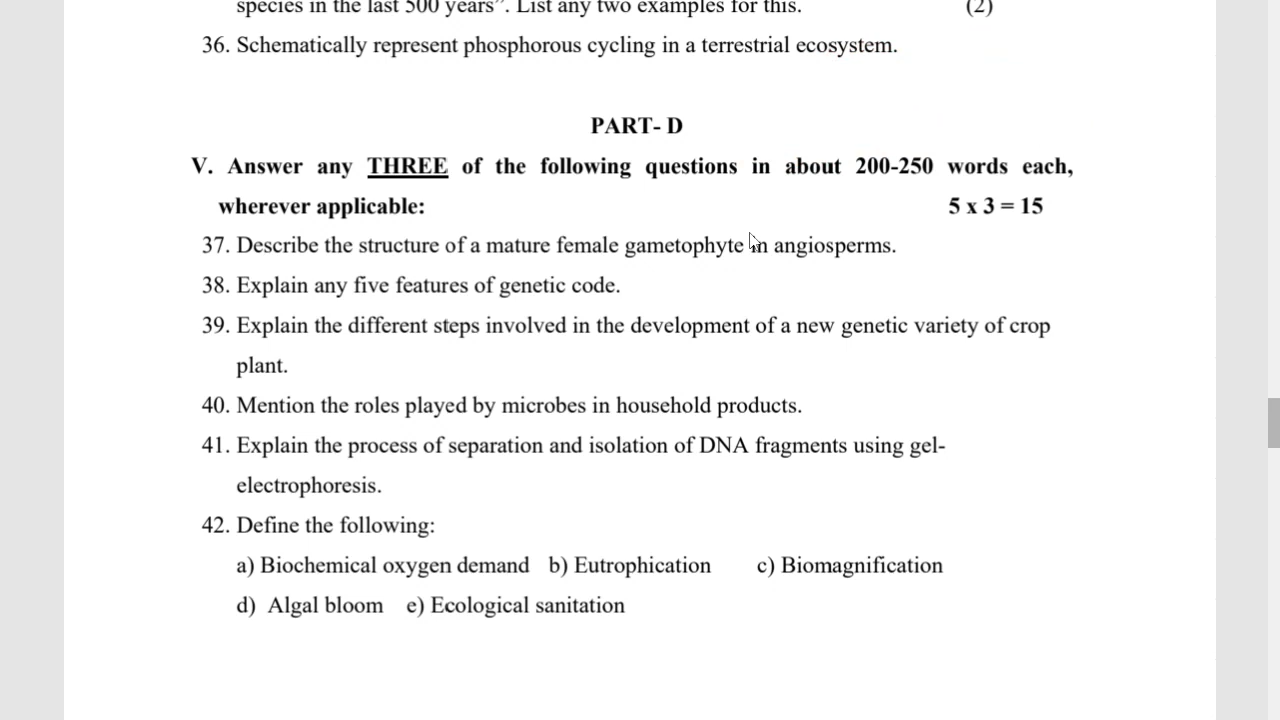 species in the last 500 years”. List any two examples for this. (2)
36. Schematically represent phosphorous cycling in a terrestrial ecosystem.
PART- D
V. Answer any THREE of the following questions in about 200-250 words each,
wherever applicable: 5 x 3 = 15
37. Describe the structure of a mature female gametophyte in angiosperms.
38. Explain any five features of genetic code.
39. Explain the different steps involved in the development of a new genetic variety of crop
plant.
40. Mention the roles played by microbes in household products.
41. Explain the process of separation and isolation of DNA fragments using gel-
electrophoresis.
42. Define the following:
a) Biochemical oxygen demand b) Eutrophication c) Biomagnification
d) Algal bloom e) Ecological sanitation